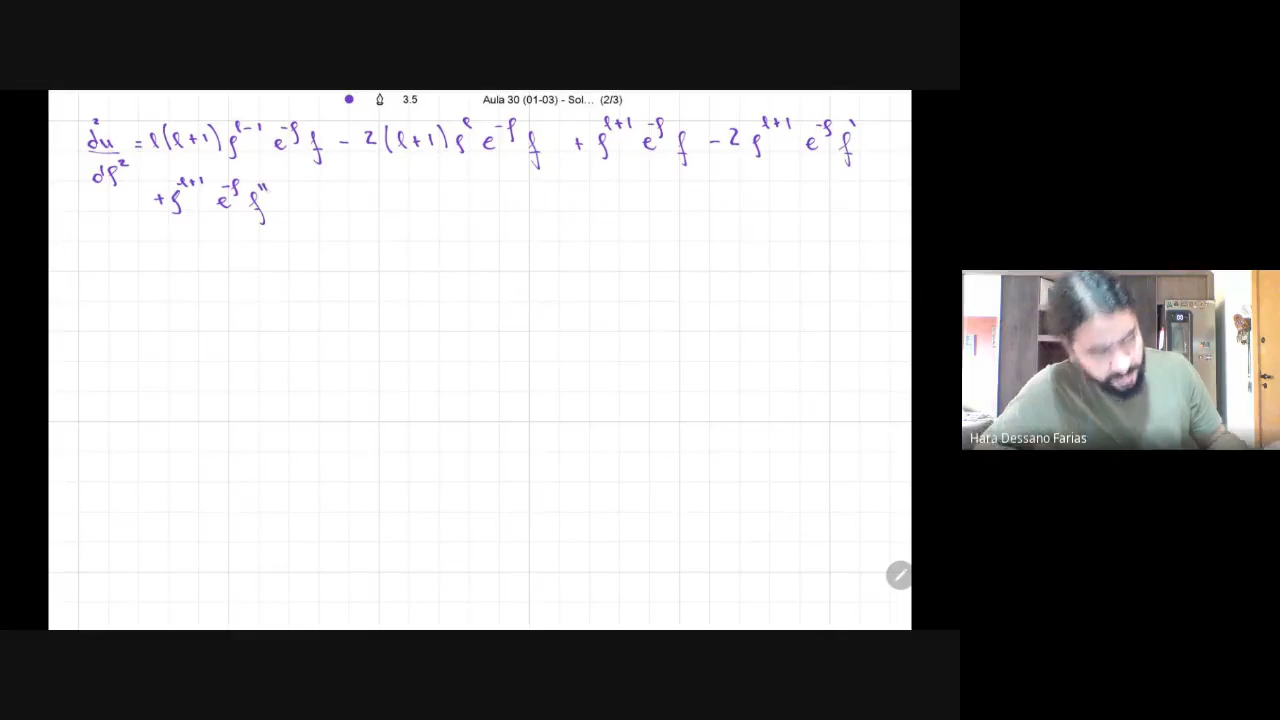 3.5 Aula 30 (01-03) - Sol... (2/3)
d²u/dρ² = l(l+1) ρ^{l-1} e^{-ρ} f - 2(l+1) ρ^{l} e^{-ρ} f + ρ^{l+1} e^{-ρ} f - 2 ρ^{l+1} e^{-ρ} f'
+ ρ^{l+1} e^{-ρ} f''
Hara Dessano Farias